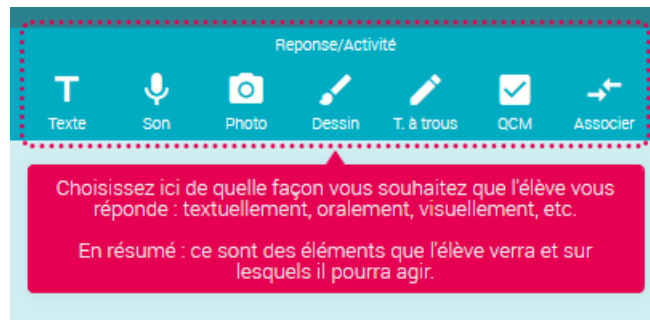 Reponse/Activité
Texte Son Photo Dessin T. à trous QCM Associer
Choisissez ici de quelle façon vous souhaitez que l'élève vous
répond : textuellement, oralement, visuellement, etc.
En résumé : ce sont des éléments que l'élève verra et sur
lesquels il pourra agir.